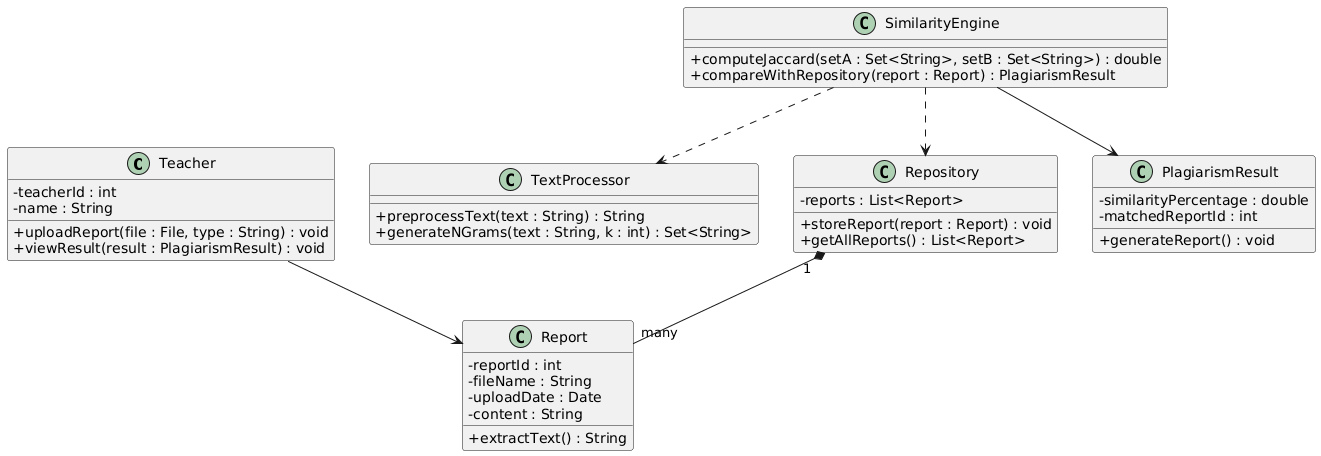 C SimilarityEngine
+computeJaccard(setA : Set<String>, setB : Set<String>) : double
+compareWithRepository(report : Report) : PlagiarismResult
C Teacher
-teacherId : int
-name : String
+uploadReport(file : File, type : String) : void
+viewResult(result : PlagiarismResult) : void
C TextProcessor
+preprocessText(text : String) : String
+generateNGrams(text : String, k : int) : Set<String>
C Repository
-reports : List<Report>
+storeReport(report : Report) : void
+getAllReports() : List<Report>
C PlagiarismResult
-similarityPercentage : double
-matchedReportId : int
+generateReport() : void
1
many
C Report
-reportId : int
-fileName : String
-uploadDate : Date
-content : String
+extractText() : String